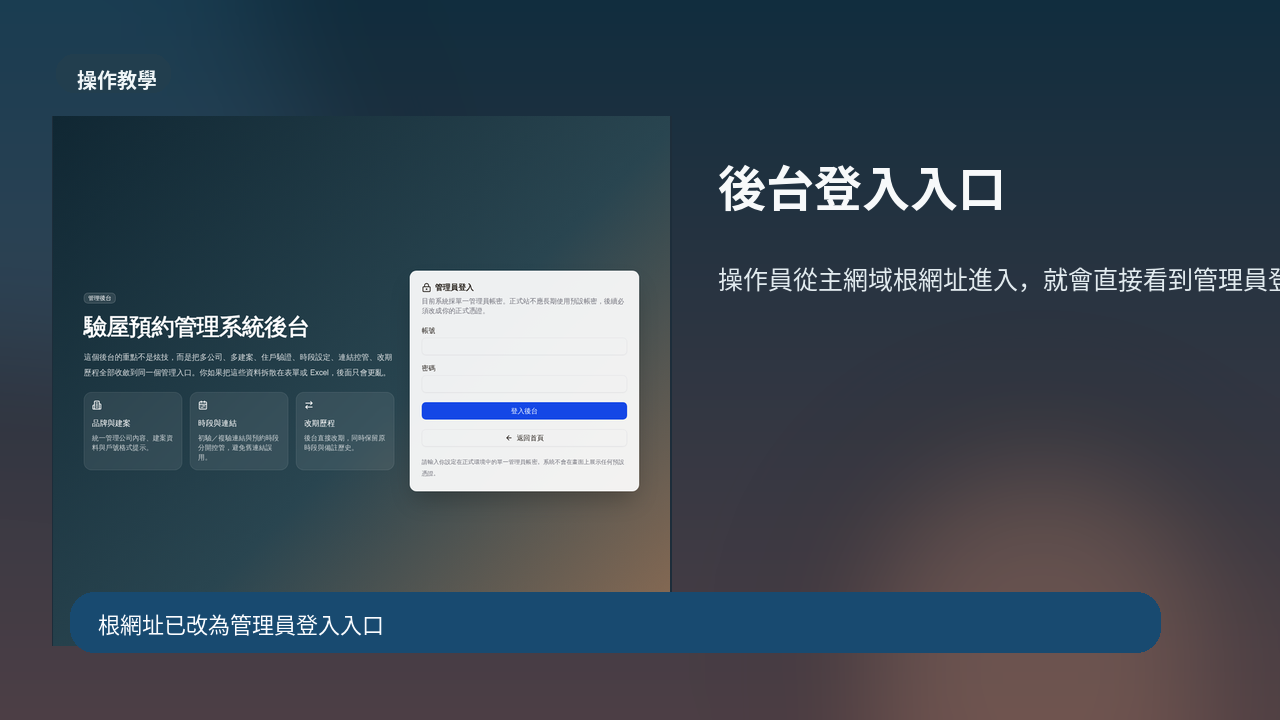 操作教學
後台登入入口
操作員從主網域根網址進入，就會直接看到管理員登
管理後台
驗屋預約管理系統後台
這個後台的重點不是炫技，而是把多公司、多建案、住戶驗證、時段設定、連結控管、改期
歷程全部收斂到同一個管理入口。你如果把這些資料拆散在表單或 Excel，後面只會更亂。
品牌與建案
統一管理公司內容、建案資
料與戶號格式提示。
時段與連結
初驗／複驗連結與預約時段
分開控管，避免舊連結誤
用。
改期歷程
後台直接改期，同時保留原
時段與備註歷史。
管理員登入
目前系統採單一管理員帳密。正式站不應長期使用預設帳密，後續必
須改成你的正式憑證。
帳號
密碼
登入後台
返回首頁
請輸入你設定在正式環境中的單一管理員帳密。系統不會在畫面上展示任何預設
憑證。
根網址已改為管理員登入入口